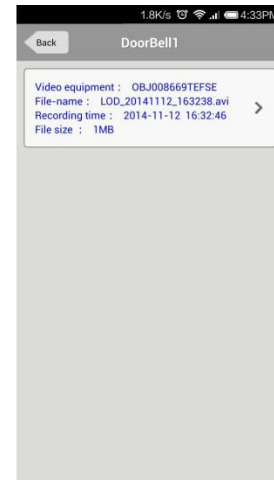 1.8K/s 4:33PM
Back DoorBell1
Video equipment : OBJ008669TEFSE
File-name : LOD_20141112_163238.avi
Recording time : 2014-11-12 16:32:46
File size : 1MB